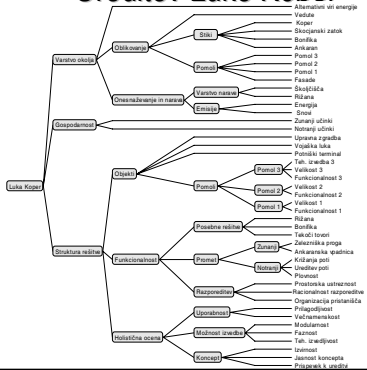 Alternativni viri energije
Vedute
Koper
Stiki
Škocjanski zatok
Oblikovanje
Bonifika
Ankaran
Pomol 3
Varstvo okolja
Pomoli
Pomol 2
Pomol 1
Fasade
Školjčišča
Varstvo narave
Rižana
Onesnaževanje in narava
Energija
Emisije
Snovi
Zunanji učinki
Gospodarnost
Notranji učinki
Upravna zgradba
Vojaška luka
Potniški terminal
Objekti
Teh. zgradba 3
Pomol 3
Velikost 3
Funkcionalnost 3
Luka Koper
Pomoli
Pomol 2
Velikost 2
Funkcionalnost 2
Pomol 1
Velikost 1
Funkcionalnost 1
Rižana
Posebne rešitve
Bonifika
Tekoči tovori
Struktura rešitve
Železniška proga
Zunanji
Funkcionalnost
Promet
Ankaranska vpadnica
Križanja poti
Notranji
Ureditev poti
Plovnost
Prostorska ustreznost
Razporeditev
Racionalnost razporeditve
Organizacija pristanišča
Prilagodljivost
Uporabnost
Večnamenskost
Modularnost
Holistična ocena
Možnost izvedbe
Faznost
Teh. izvedljivost
Izvirnost
Koncept
Jasnost koncepta
Prispevek k ureditvi